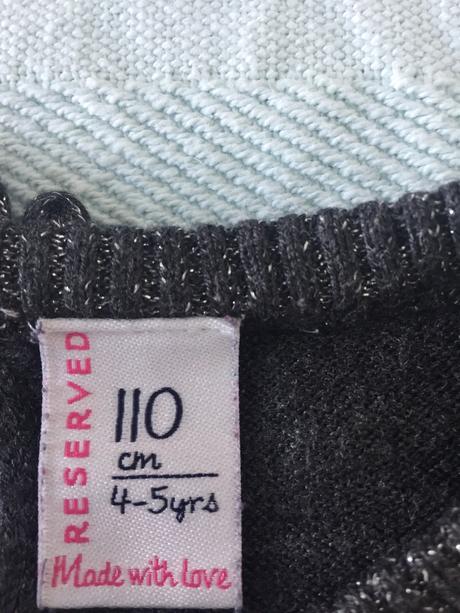 RESERVED
110
cm
4-5yrs
Made with Love